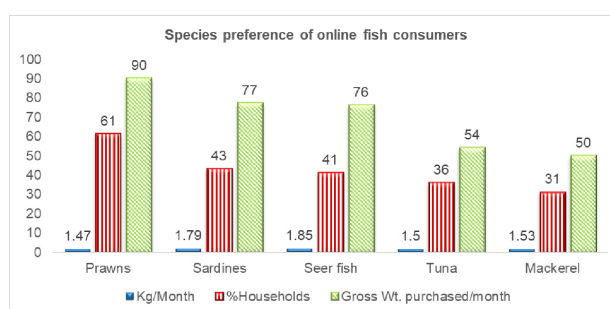 Species preference of online fish consumers
100
90
80
70
60
50
40
30
20
10
0
1.47
61
90
1.79
43
77
1.85
41
76
1.5
36
54
1.53
31
50
Prawns
Sardines
Seer fish
Tuna
Mackerel
Kg/Month
%Households
Gross Wt. purchased/month